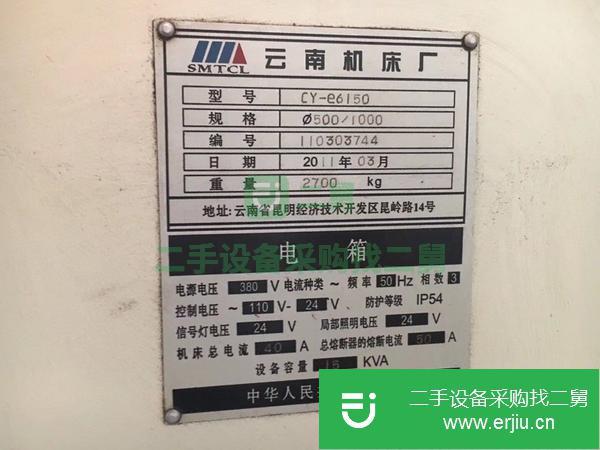 SMTCL 云南机床厂
型号 CY-e6150
规格 Ø500/1000
编号 110303744
日期 2011年03月
重量 2700 kg
地址:云南省昆明经济技术开发区昆岭路14号
二舅
电箱
二手设备采购找二舅
电源电压 380 V 电流种类 ~ 频率 50 Hz 相数 3
控制电压 ~ 110 V- 24 V 防护等级 IP54
信号灯电压 24 V 局部照明电压 24 V
机床总电流 40 A 总熔断器的熔断电流 50 A
设备容量 15 KVA
中华人民
二手设备采购找二舅
www.erjiu.cn